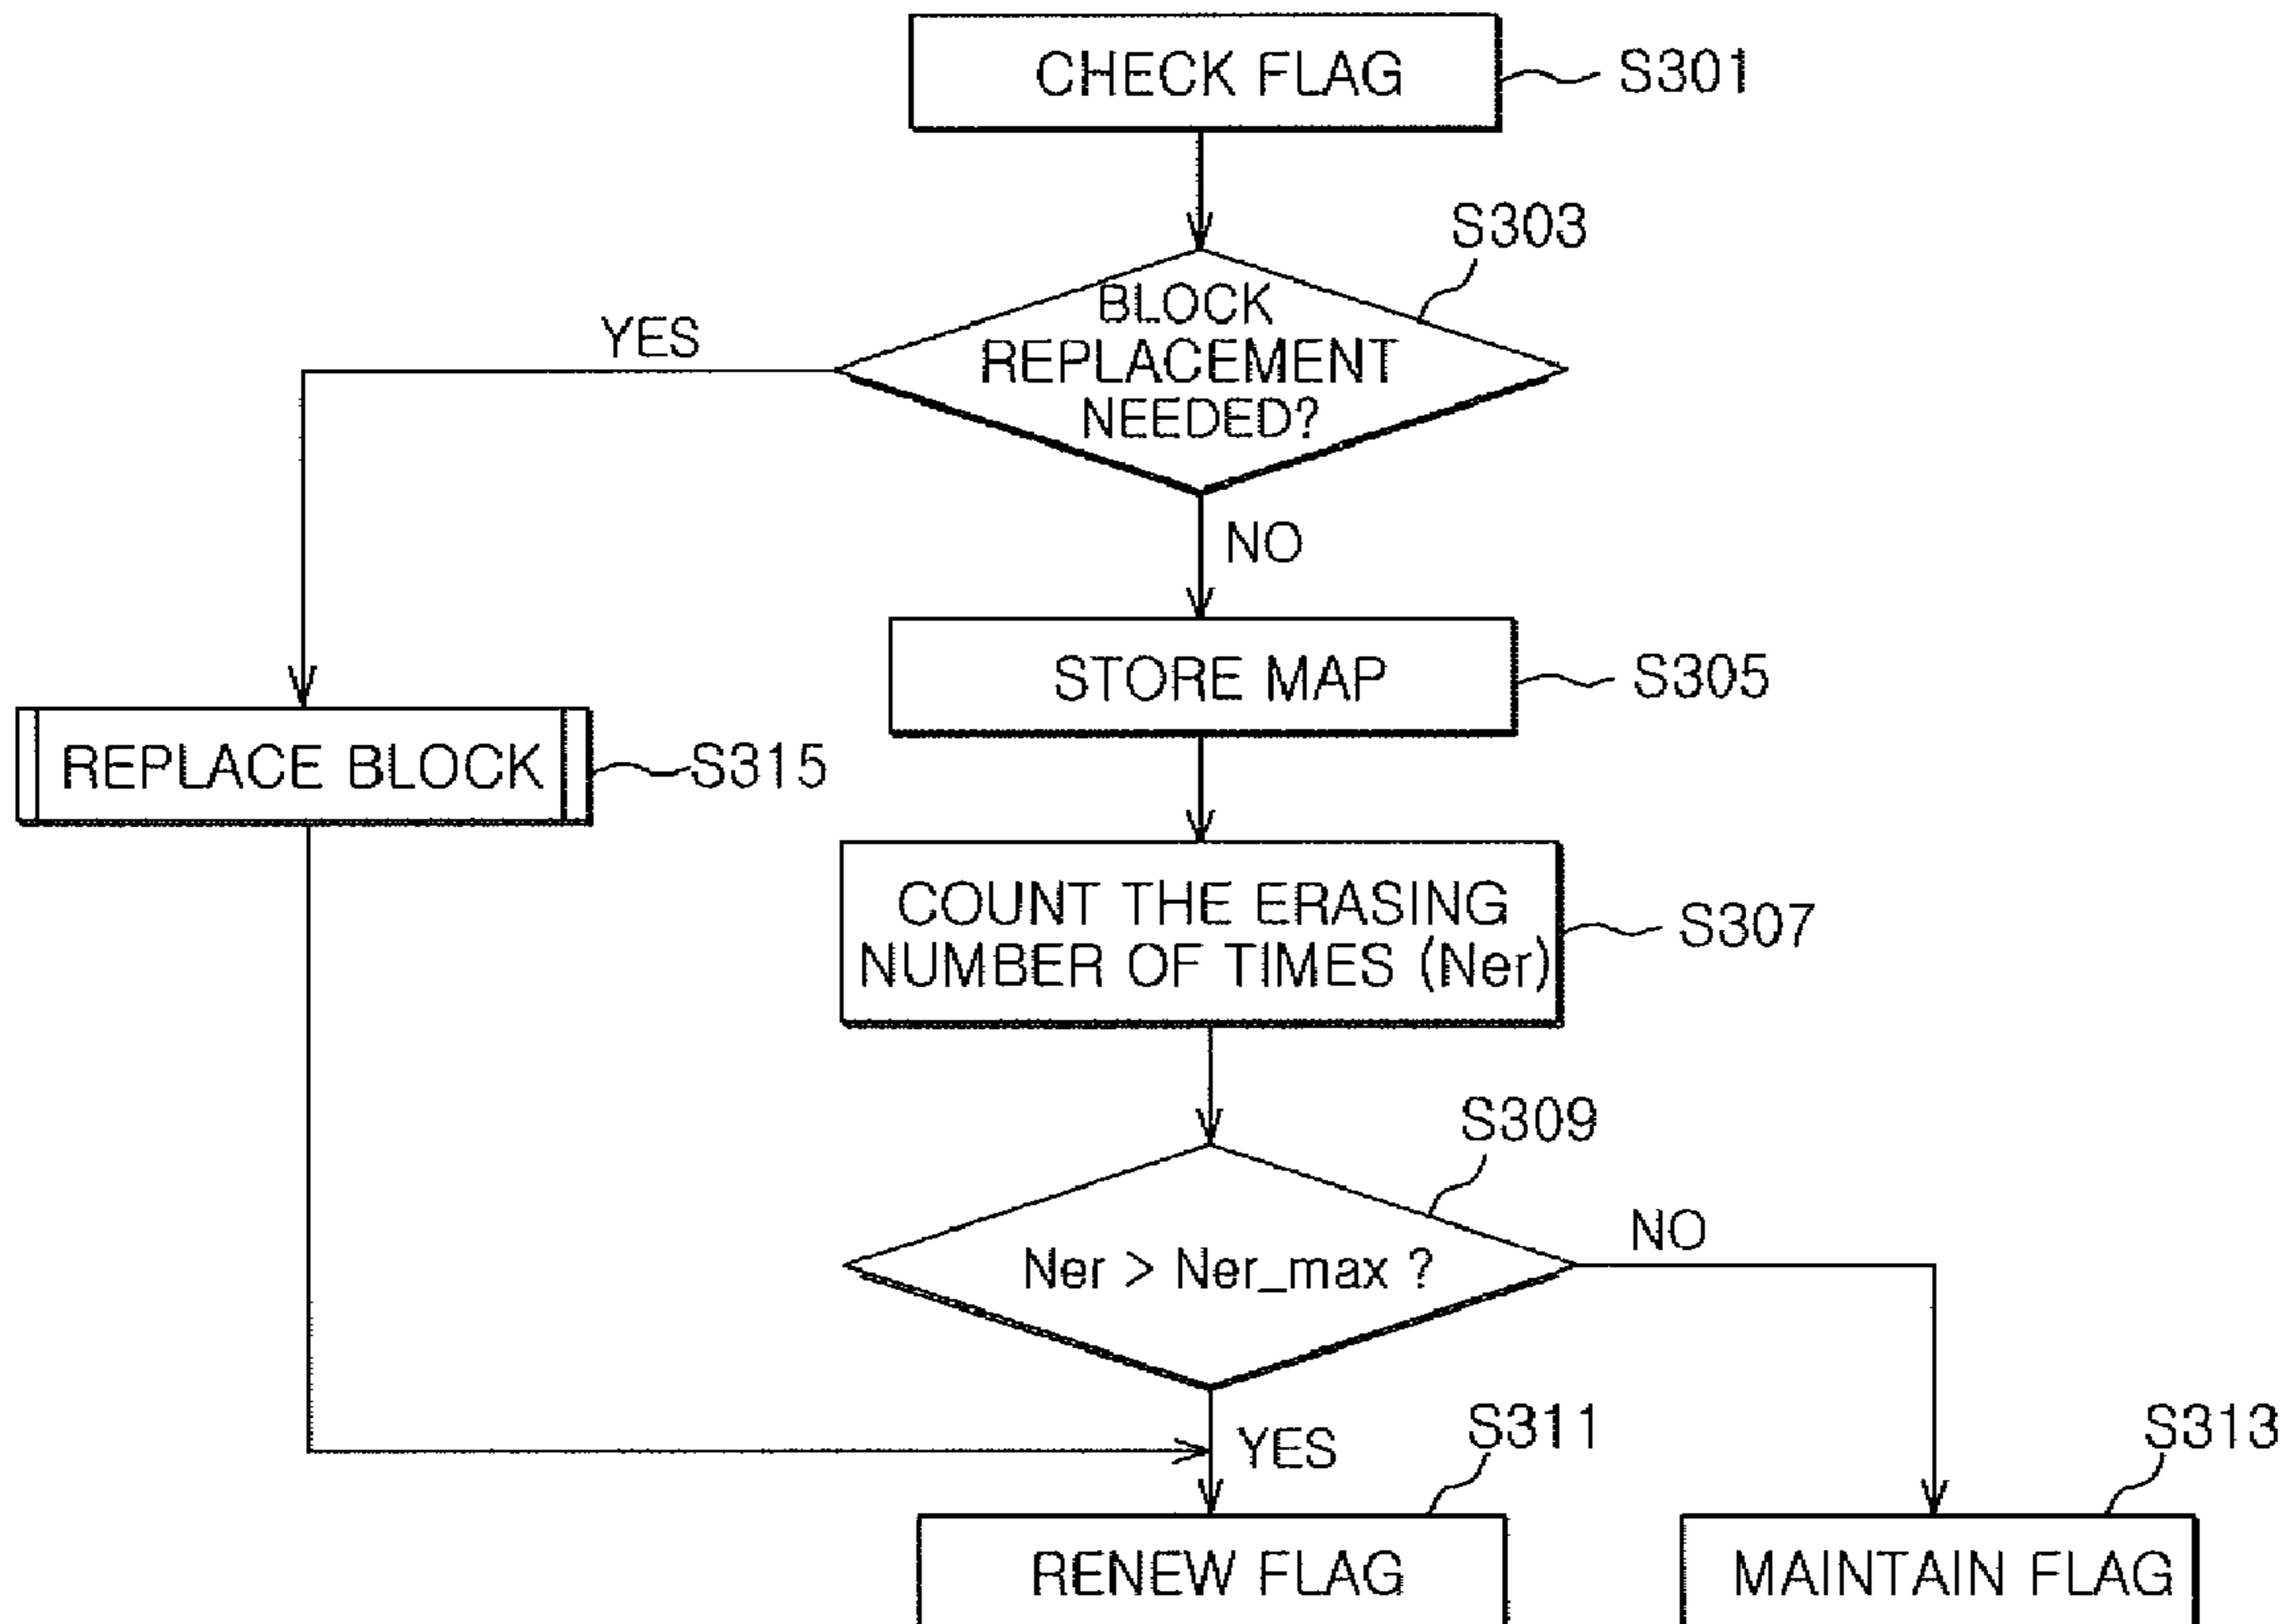 CHECK FLAG
S301
S303
BLOCK
REPLACEMENT
NEEDED?
YES
NO
STORE MAP
S305
REPLACE BLOCK
S315
COUNT THE ERASING
NUMBER OF TIMES (Ner)
S307
S309
Ner > Ner_max ?
NO
YES
S311
S313
RENEW FLAG
MAINTAIN FLAG